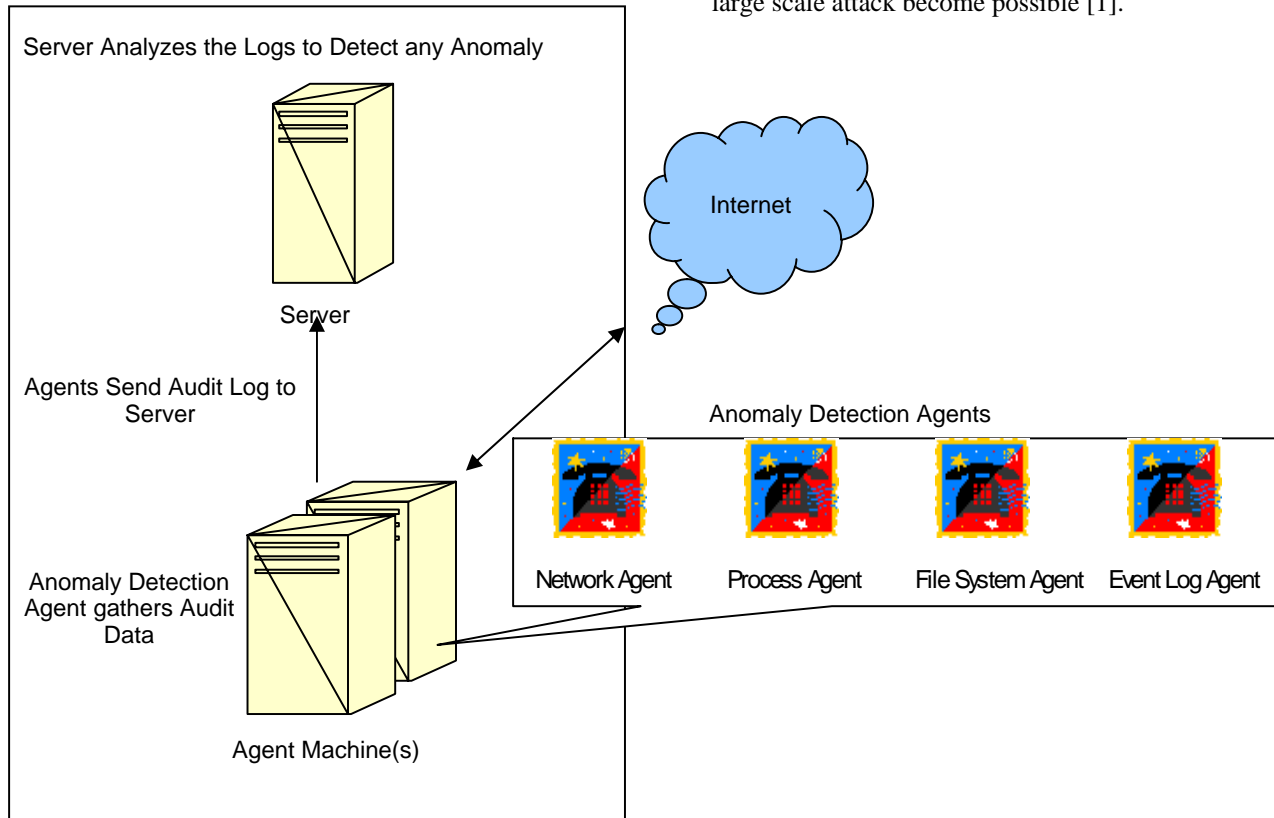 large scale attack become possible [1].
Server Analyzes the Logs to Detect any Anomaly
Internet
Server
Agents Send Audit Log to
Server
Anomaly Detection Agents
Network Agent
Process Agent
File System Agent
Event Log Agent
Anomaly Detection
Agent gathers Audit
Data
Agent Machine(s)